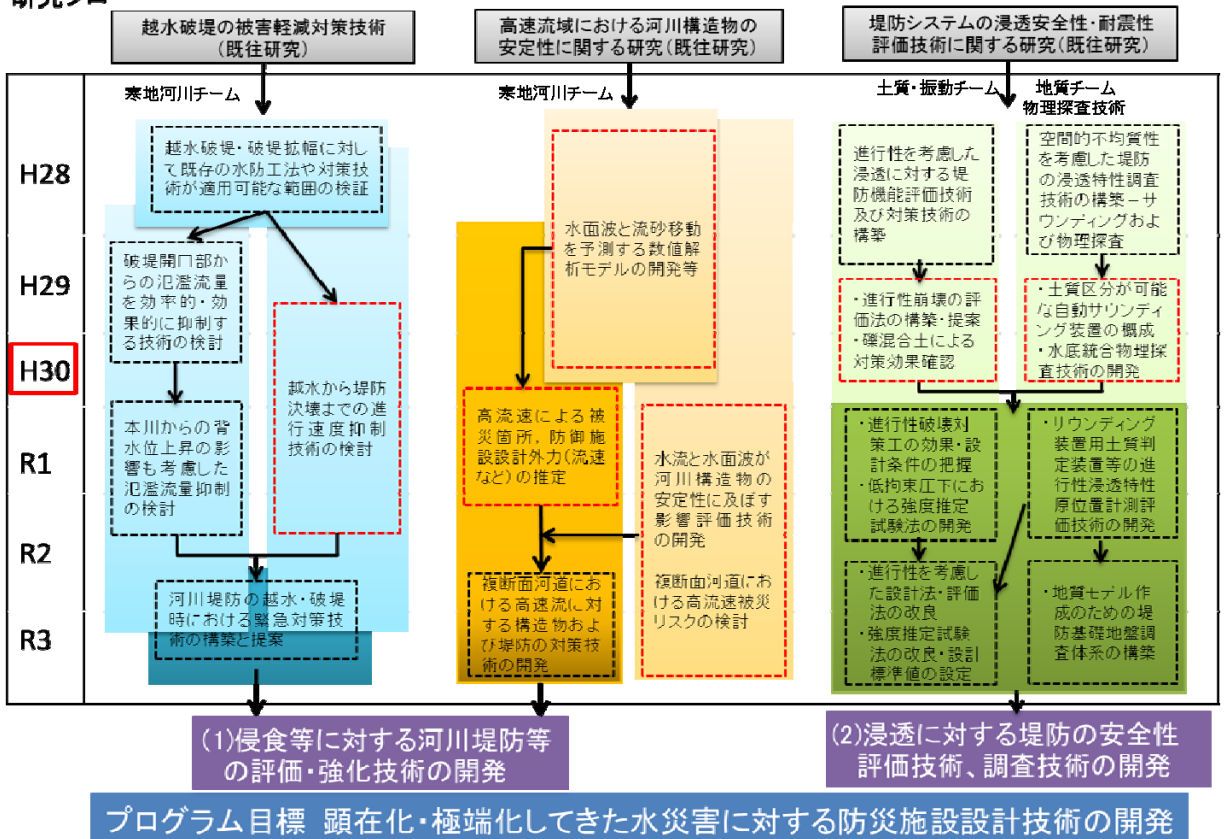 越水破堤の被害軽減対策技術
(既往研究)
高速流域における河川構造物の
安定性に関する研究(既往研究)
堤防システムの浸透安全性・耐震性
評価技術に関する研究(既往研究)
寒地河川チーム
寒地河川チーム
土質・振動チーム
地質チーム
物理探査技術
H28
H29
H30
R1
R2
R3
越水破堤・破堤拡幅に対し
て既存の水防工法や対策技
術が適用可能な範囲の検証
破堤開口部か
らの氾濫流量
を効率的・効
果的に抑制す
る技術の検討
越水から堤防
決壊までの進
行速度抑制
技術の検討
本川からの背
水位上昇の影
響も考慮した
氾濫流量抑制
の検討
河川堤防の越水・破堤
時における緊急対策技
術の構築と提案
水面波と流砂移動
を予測する数値解
析モデルの開発等
高流速による被
災箇所，防御施
設設計外力(流速
など)の推定
水流と水面波が
河川構造物の
安定性に及ぼす
影響評価技術
の開発
複断面河道にお
ける高流速被災
リスクの検討
複断面河道にお
ける高速流に対
する構造物およ
び堤防の対策技
術の開発
進行性を考慮した
浸透に対する堤
防機能評価技術
及び対策技術の
構築
空間的不均質性
を考慮した堤防
の浸透特性調査
技術の構築－サ
ウンディングおよ
び物理探査
・進行性崩壊の評
価法の構築・提案
・礫混合土による
対策効果確認
・土質区分が可能
な自動サウンディ
ング装置の概成
・水底統合物理探
査技術の開発
・進行性破壊対
策工の効果・設
計条件の把握
・低拘束圧下にお
ける強度推定
試験法の開発
・リウンディング
装置用土質判
定装置等の進
行性浸透特性
原位置計測評
価技術の開発
・進行性を考慮し
た設計法・評価
法の改良
・強度推定試験
法の改良・設計
標準値の設定
・地質モデル作
成のための堤
防基礎地盤調
査体系の構築
(1)侵食等に対する河川堤防等
の評価・強化技術の開発
(2)浸透に対する堤防の安全性
評価技術、調査技術の開発
プログラム目標 顕在化・極端化してきた水災害に対する防災施設設計技術の開発